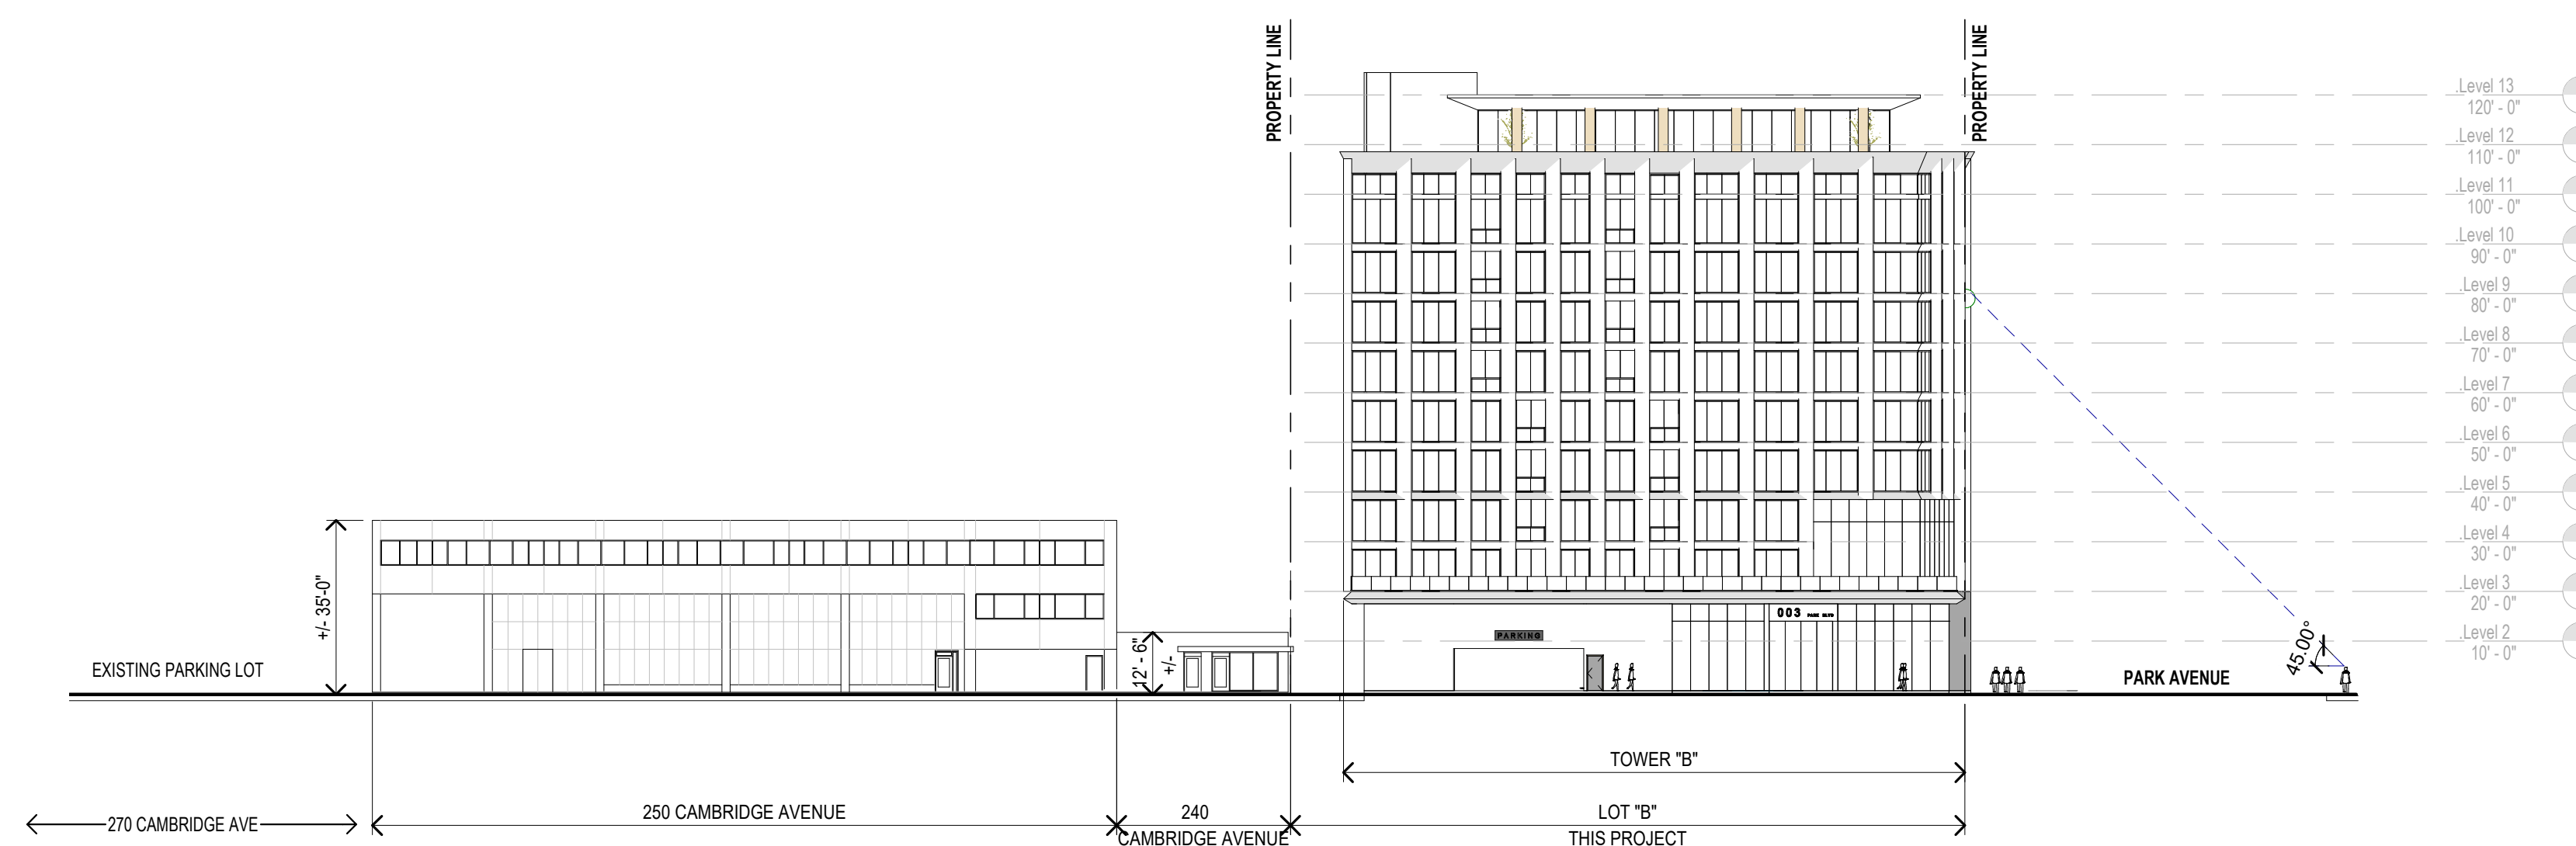 PROPERTY LINE
PROPERTY LINE
.Level 13
120' - 0"
.Level 12
110' - 0"
.Level 11
100' - 0"
.Level 10
90' - 0"
.Level 9
80' - 0"
.Level 8
70' - 0"
.Level 7
60' - 0"
.Level 6
50' - 0"
.Level 5
40' - 0"
.Level 4
30' - 0"
.Level 3
20' - 0"
.Level 2
10' - 0"
+/- 35'-0"
003 PARK BLVD
PARKING
12' - 6"
+/-
45.00°
EXISTING PARKING LOT
PARK AVENUE
TOWER "B"
270 CAMBRIDGE AVE
250 CAMBRIDGE AVENUE
240
CAMBRIDGE AVENUE
LOT "B"
THIS PROJECT